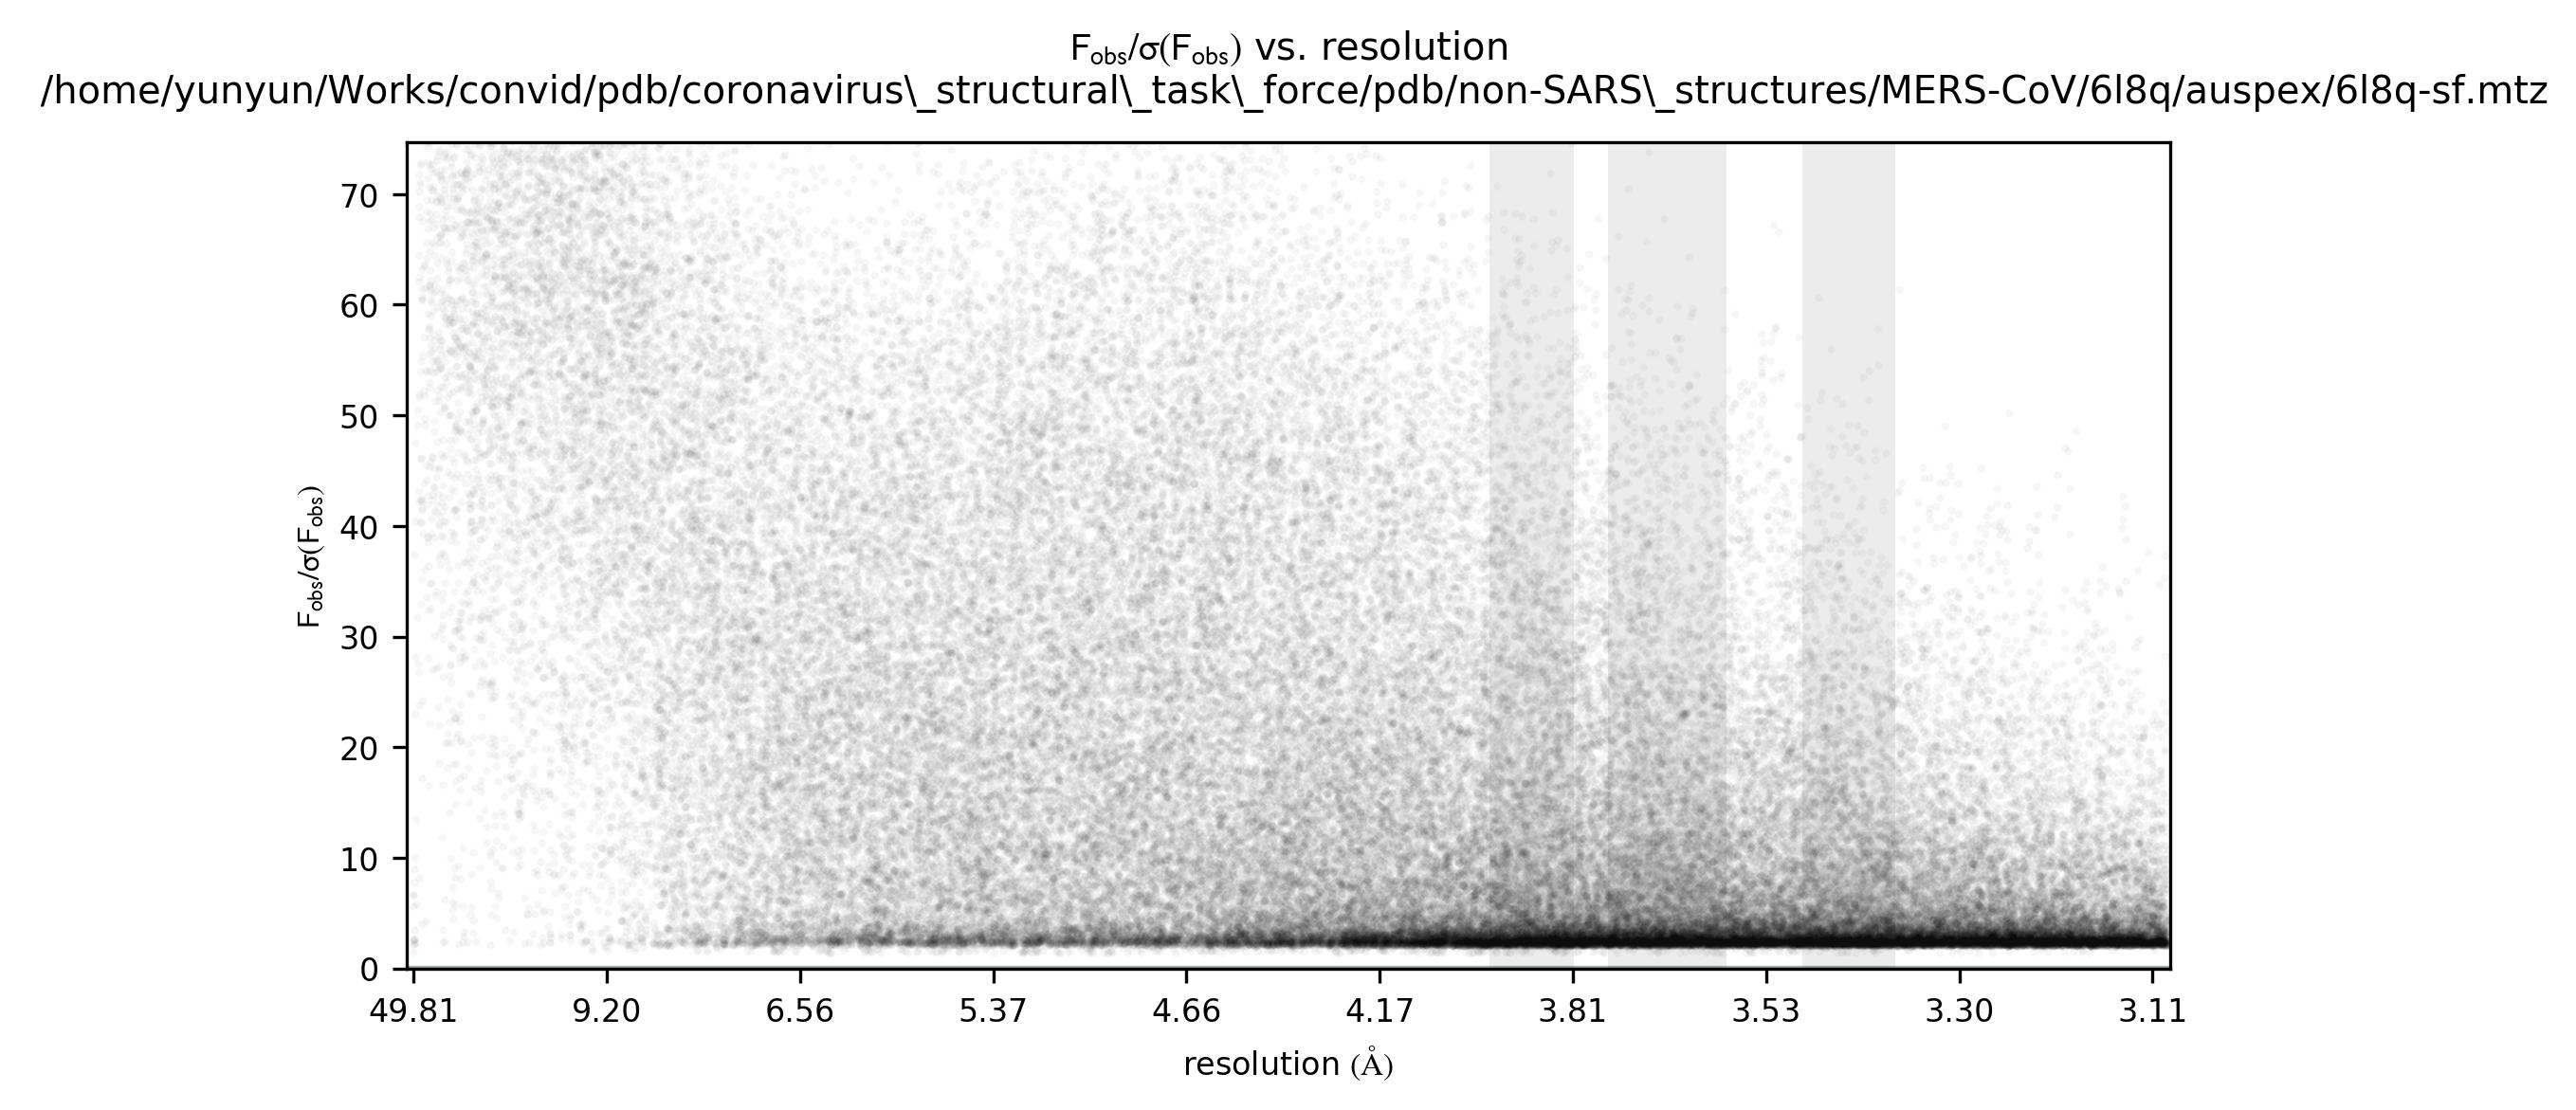 Fobs/σ(Fobs) vs. resolution
/home/yunyun/Works/convid/pdb/coronavirus\_structural\_task\_force/pdb/non-SARS\_structures/MERS-CoV/6l8q/auspex/6l8q-sf.mtz
Fobs/σ(Fobs)
70
60
50
40
30
20
10
0
49.81 9.20 6.56 5.37 4.66 4.17 3.81 3.53 3.30 3.11
resolution (Å)